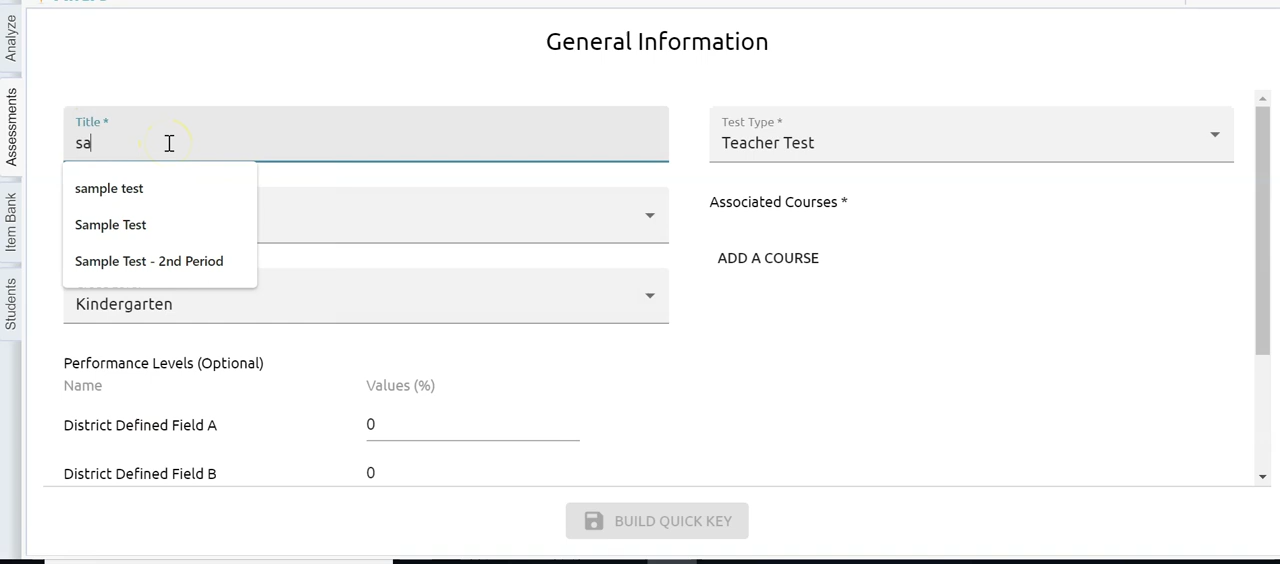 General Information
Analyze
Assessments
Item Bank
Students
Title *
sa
sample test
Sample Test
Sample Test - 2nd Period
Kindergarten
Test Type *
Teacher Test
Associated Courses *
ADD A COURSE
Performance Levels (Optional)
Name Values (%)
District Defined Field A 0
District Defined Field B 0
BUILD QUICK KEY